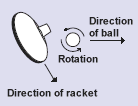 Direction
of ball
Rotation
Direction of racket